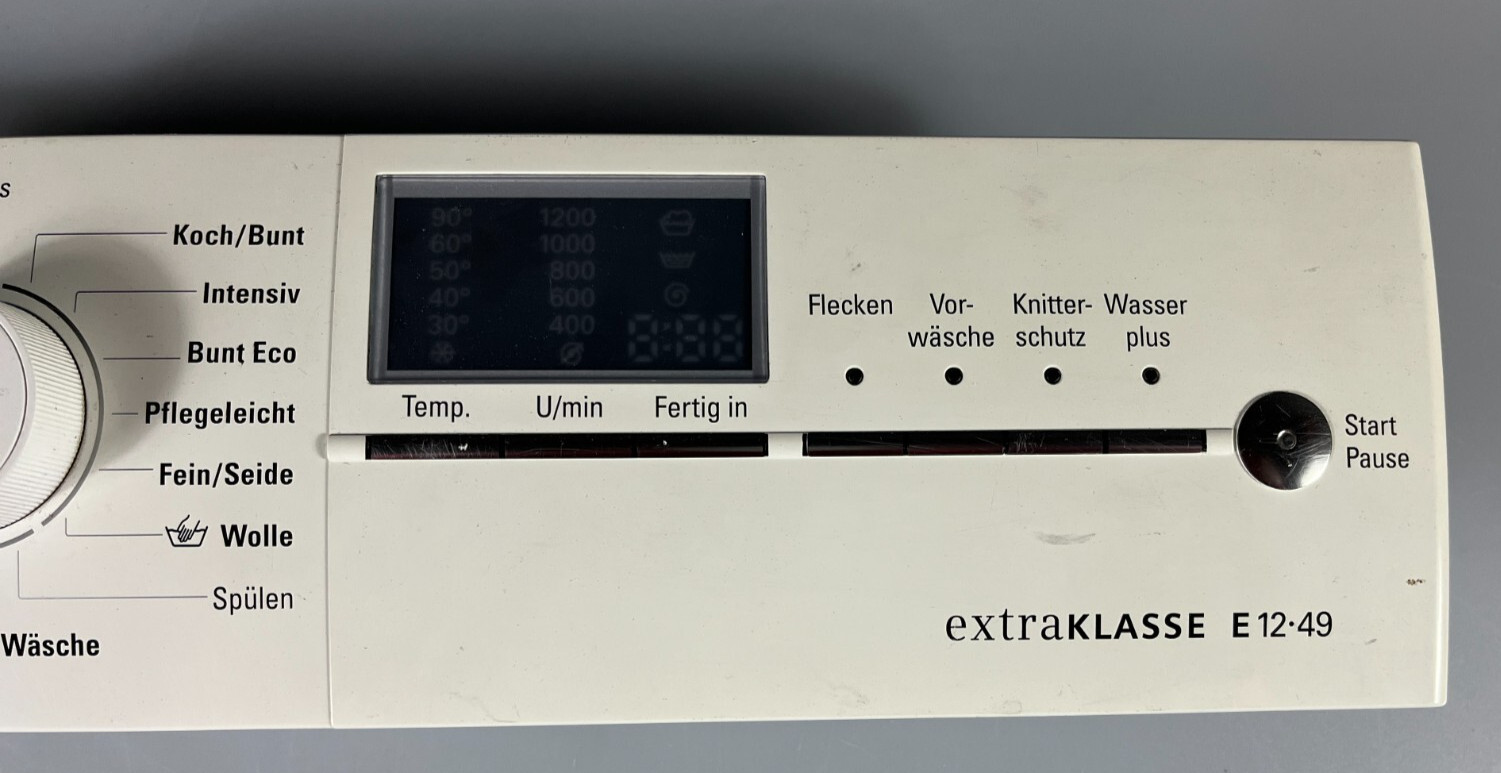 s
Koch/Bunt
Intensiv
Bunt Eco
Pflegeleicht
Fein/Seide
Wolle
Spülen
Wäsche
90° 1200
60° 1000
50° 800
40° 600
30° 400
8:88
Temp. U/min Fertig in
Flecken Vor- Knitter- Wasser
wäsche schutz plus
Start
Pause
extraKLASSE E 12·49